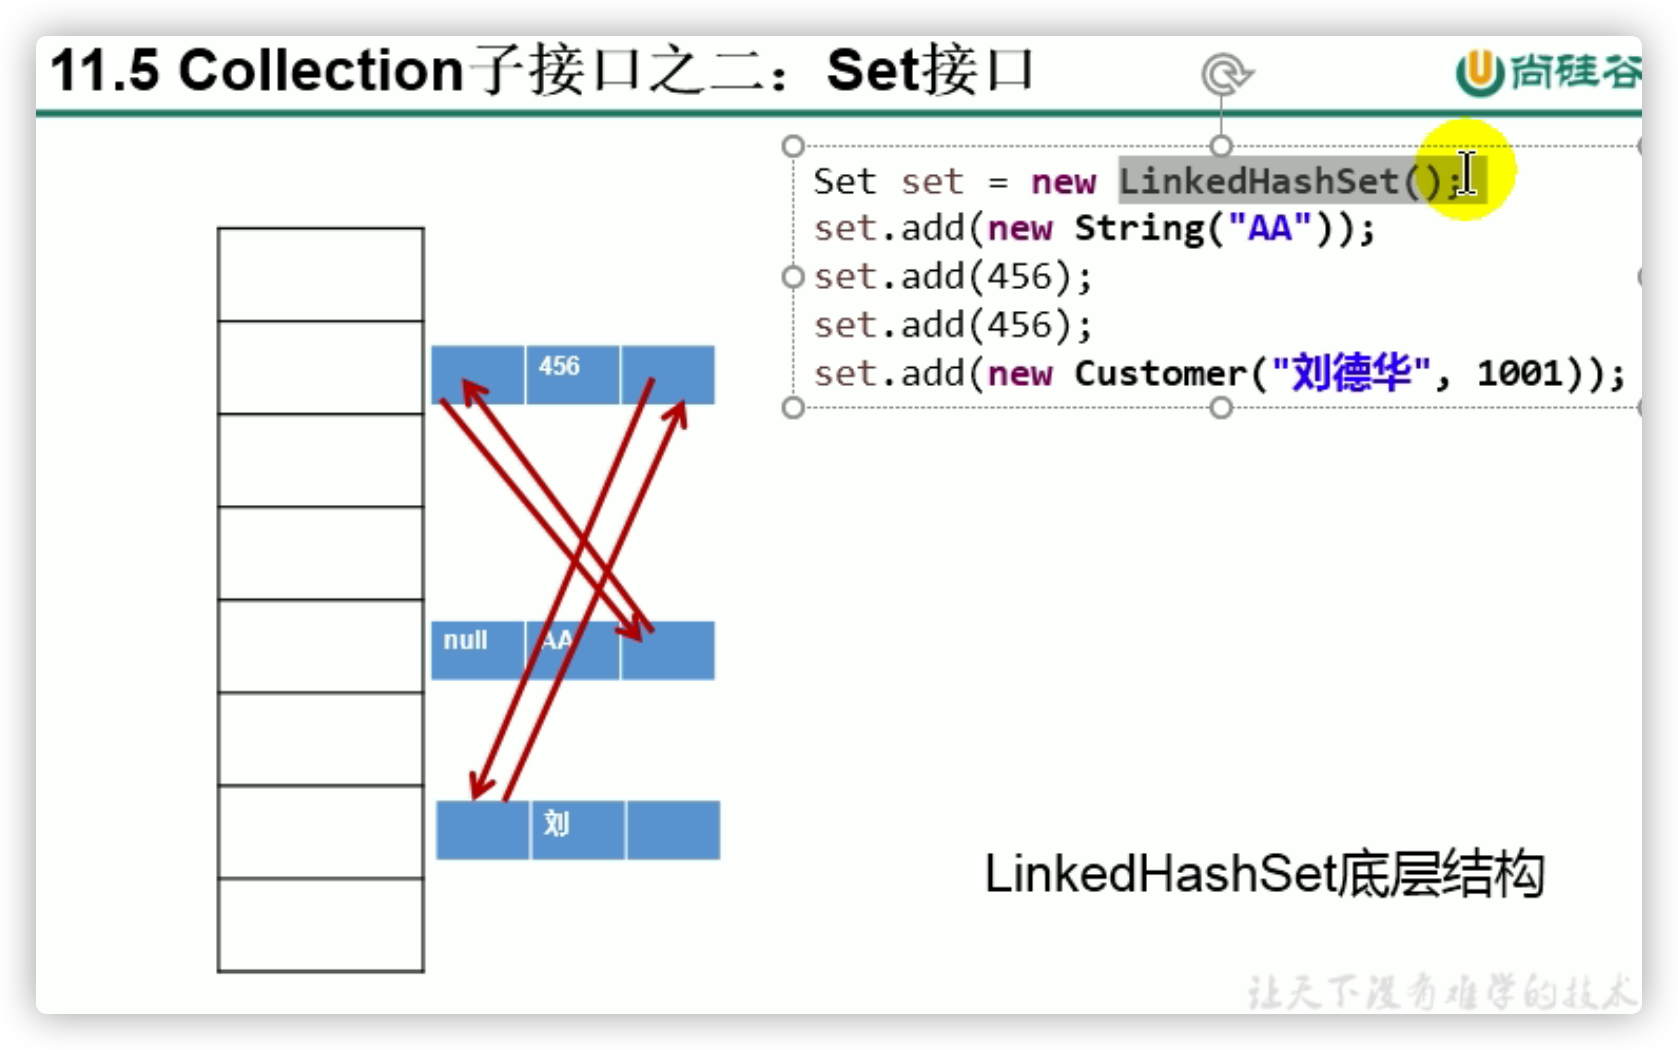 11.5 Collection子接口之二：Set接口
尚硅谷
Set set = new LinkedHashSet();
set.add(new String("AA"));
set.add(456);
set.add(456);
set.add(new Customer("刘德华", 1001));
456
null AA
刘
LinkedHashSet底层结构
让天下没有难学的技术